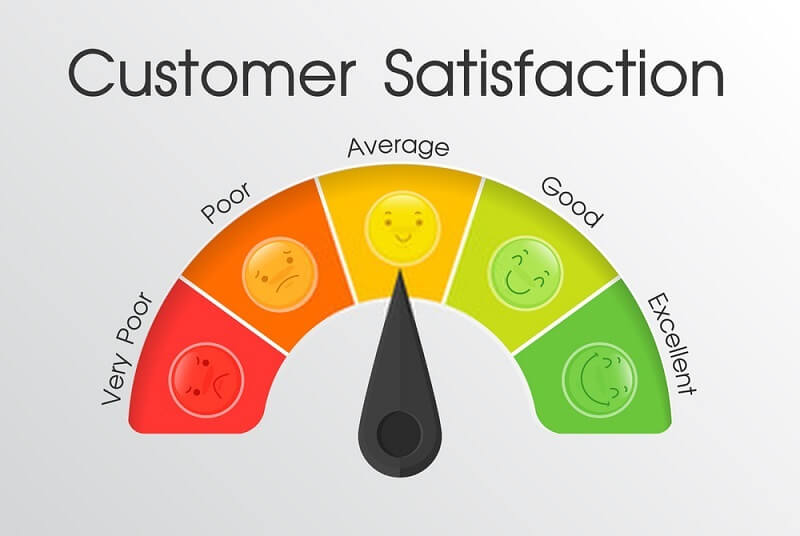 Customer Satisfaction
Very Poor
Poor
Average
Good
Excellent